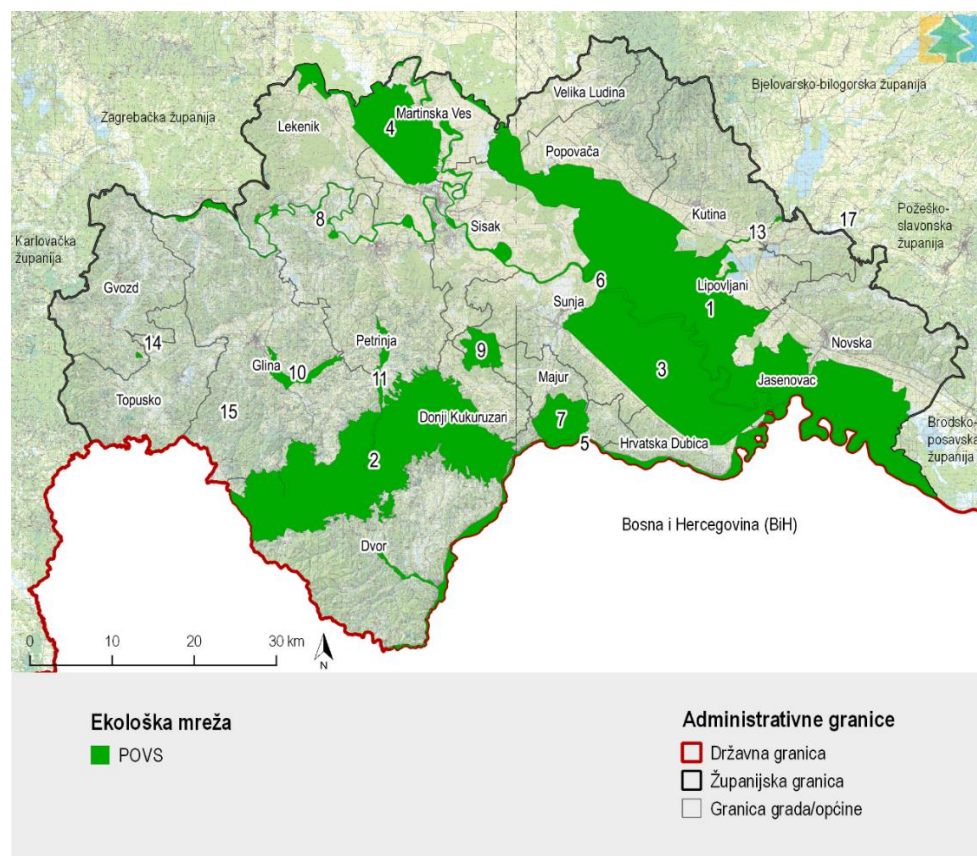 Velika Ludina
Bjelovarsko-bilogorska županija
Zagrebačka županija
Martinska Ves
Lekenik
4
Popovača
Karlovačka
županija
8
Sisak
Kutina
13
17
Požeško-
slavonska
županija
Gvozd
6
Lipovljani
1
Sunja
14
Petrinja
Glina
10
11
9
3
Novska
Majur
Jasenovac
Topusko
15
Donji Kukuruzari
7
5
Hrvatska Dubica
Brodsko-
posavska
županija
2
Bosna i Hercegovina (BiH)
Dvor
0 10 20 30 km
N
Ekološka mreža
POVS
Administrativne granice
Državna granica
Županijska granica
Granica grada/općine